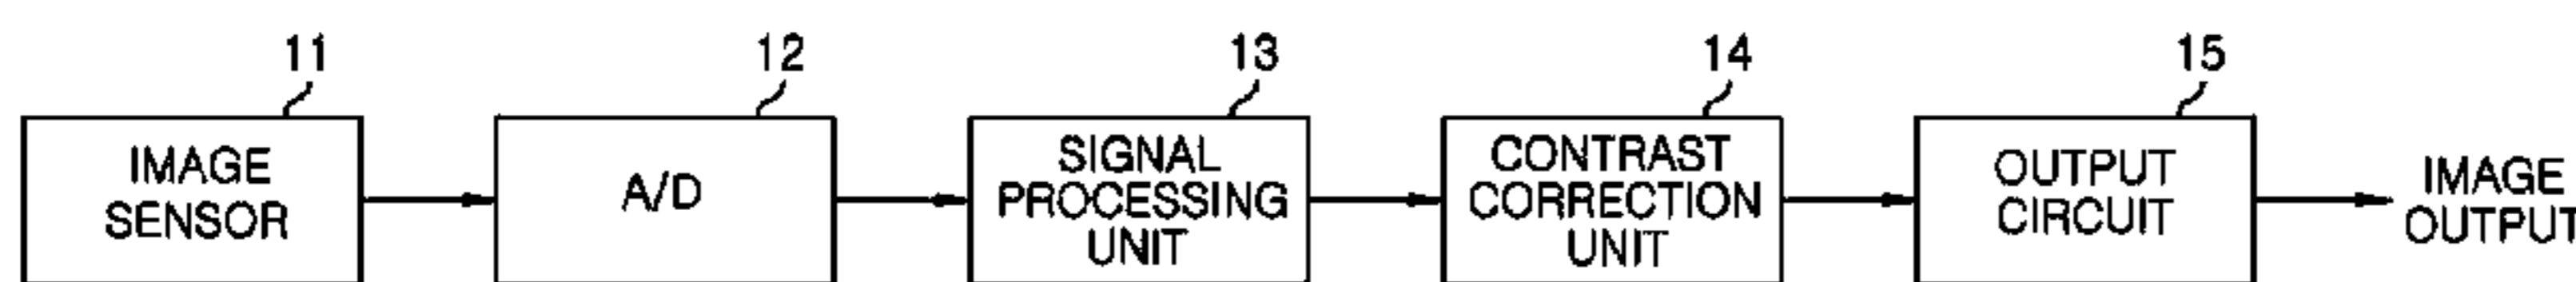 11
12
13
14
15
IMAGE
SENSOR
A/D
SIGNAL
PROCESSING
UNIT
CONTRAST
CORRECTION
UNIT
OUTPUT
CIRCUIT
IMAGE
OUTPUT